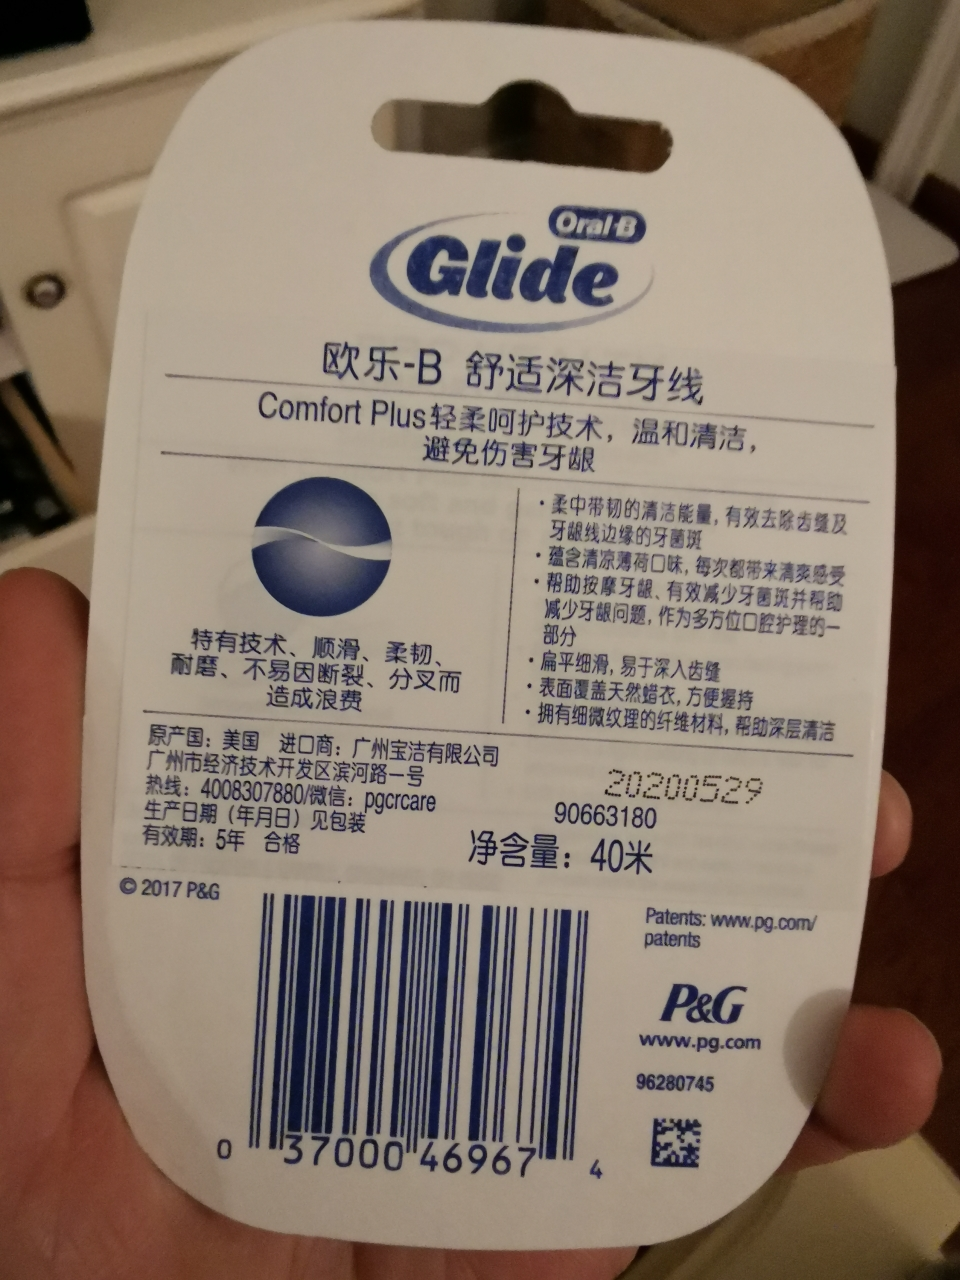 Oral-B
Glide
欧乐-B 舒适深洁牙线
Comfort Plus轻柔呵护技术，温和清洁，
避免伤害牙龈
特有技术、顺滑、柔韧、
耐磨、不易因断裂、分叉而
造成浪费
·柔中带韧的清洁能量，有效去除齿缝及
牙龈线边缘的牙菌斑
·蕴含清凉薄荷口味，每次都带来清爽感受
·帮助按摩牙龈、有效减少牙菌斑并帮助
减少牙龈问题，作为多方位口腔护理的一
部分
·扁平细滑，易于深入齿缝
·表面覆盖天然蜡衣，方便握持
·拥有细微纹理的纤维材料，帮助深层清洁
原产国：美国 进口商：广州宝洁有限公司
广州市经济技术开发区滨河路一号
热线：4008307880/微信：pgcrcare
生产日期（年月日）见包装
有效期：5年 合格
20200529
90663180
净含量：40米
© 2017 P&G
Patents: www.pg.com/
patents
P&G
www.pg.com
96280745
0 37000 46967 4